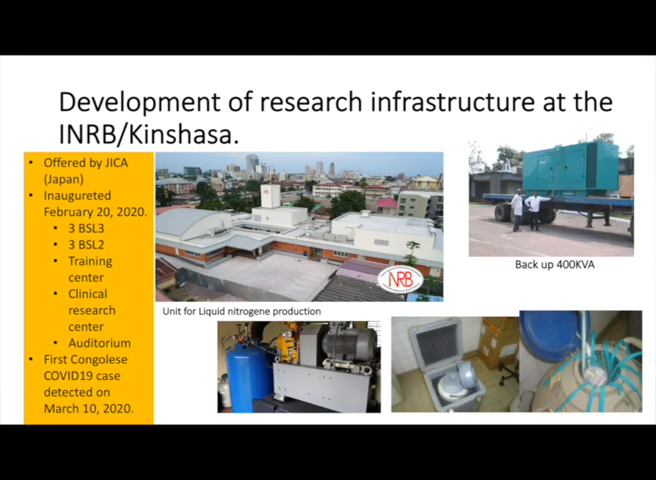 Development of research infrastructure at the
INRB/Kinshasa.
• Offered by JICA
(Japan)
• Inaugureted
February 20, 2020.
• 3 BSL3
• 3 BSL2
• Training
center
• Clinical
research
center
• Auditorium
• First Congolese
COVID19 case
detected on
March 10, 2020.
INRB
Back up 400KVA
Unit for Liquid nitrogene production